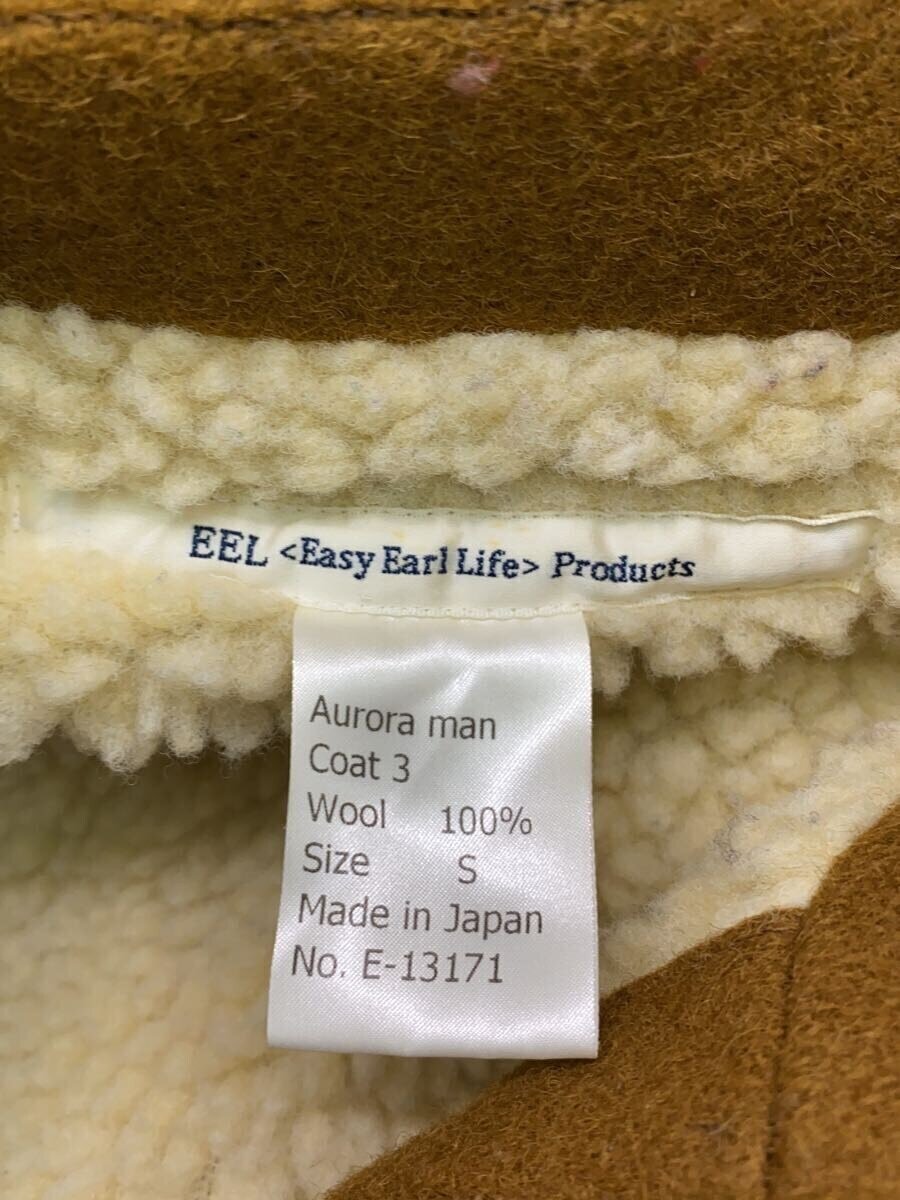 EEL <Easy Earl Life> Products
Aurora man
Coat 3
Wool 100%
Size S
Made in Japan
No. E-13171